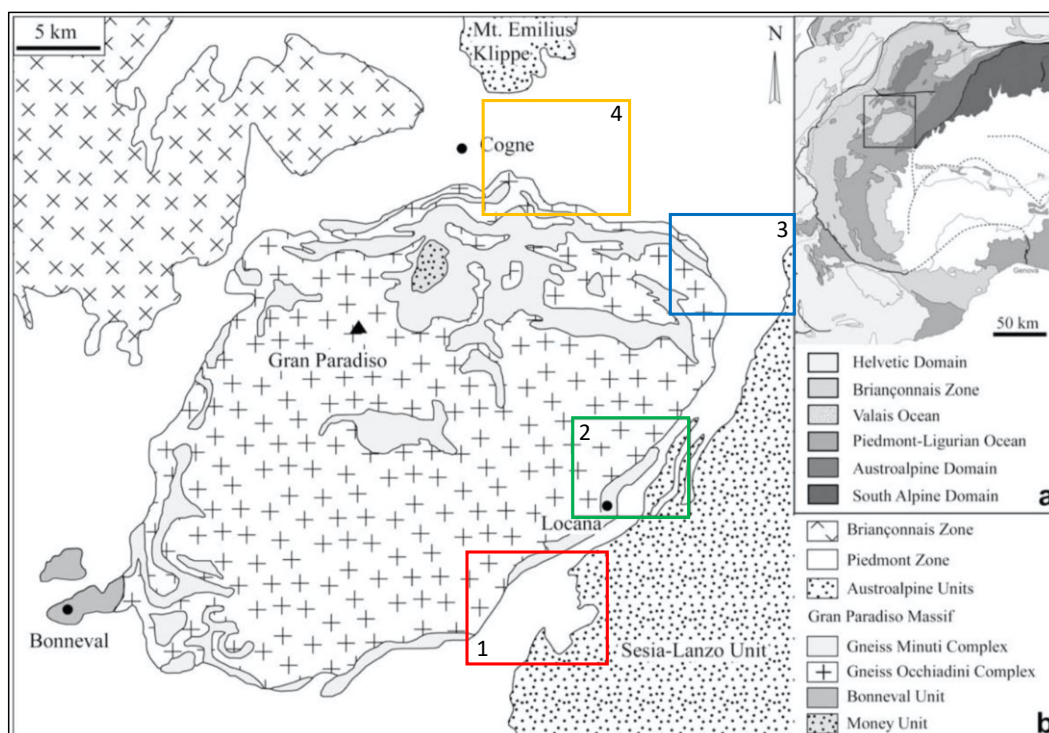 5 km
Mt. Emilius
Klippe
N
4
Cogne
3
Gran Paradiso
2
Locana
Bonneval
1
Sesia-Lanzo Unit
Torino
Genova
50 km
Helvetic Domain
Briançonnais Zone
Valais Ocean
Piedmont-Ligurian Ocean
Austroalpine Domain
South Alpine Domain
a
Briançonnais Zone
Piedmont Zone
Austroalpine Units
Gran Paradiso Massif
Gneiss Minuti Complex
Gneiss Occhiadini Complex
Bonneval Unit
Money Unit
b